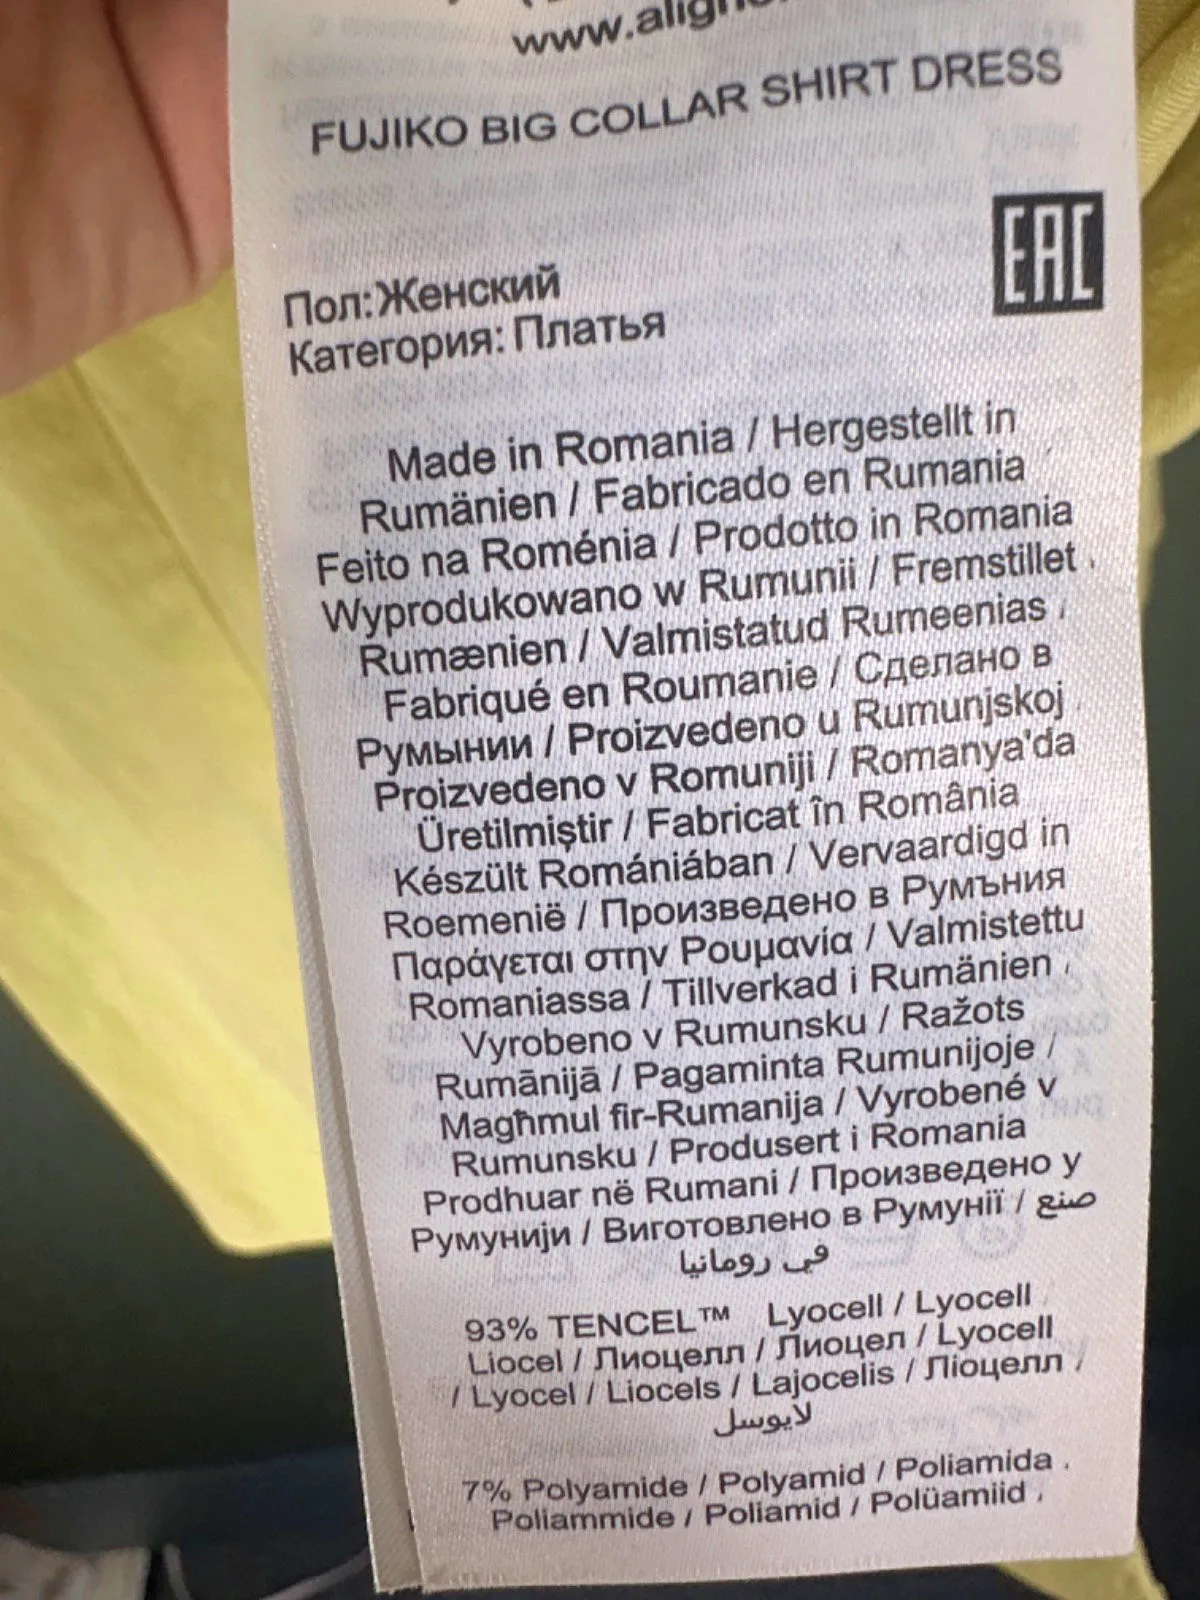 FUJIKO BIG COLLAR SHIRT DRESS
EAC
Пол:Женский
Категория: Платья
Made in Romania / Hergestellt in
Rumänien / Fabricado en Rumania
Feito na Roménia / Prodotto in Romania
Wyprodukowano w Rumunii / Fremstillet
Rumænien / Valmistatud Rumeenias /
Fabriqué en Roumanie / Сделано в
Румынии / Proizvedeno u Rumunjskoj
Proizvedeno v Romuniji / Romanya'da
Üretilmiştir / Fabricat în România
Készült Romániában / Vervaardigd in
Roemenië / Произведено в Румъния
Παράγεται στην Ρουμανία / Valmistettu
Romaniassa / Tillverkad i Rumänien /
Vyrobeno v Rumunsku / Ražots
Rumānijā / Pagaminta Rumunijoje /
Magħmul fir-Rumanija / Vyrobené v
Rumunsku / Produsert i Romania
Prodhuar në Rumani / Произведено у
Румунији / Виготовлено в Румунії / صنع
في رومانيا
93% TENCEL™ Lyocell / Lyocell
Liocel / Лиоцелл / Лиоцел / Lyocell
/ Lyocel / Liocels / Lajocelis / Ліоцелл /
لايوسل
7% Polyamide / Polyamid / Poliamida
Poliammide / Poliamid / Polüamiid